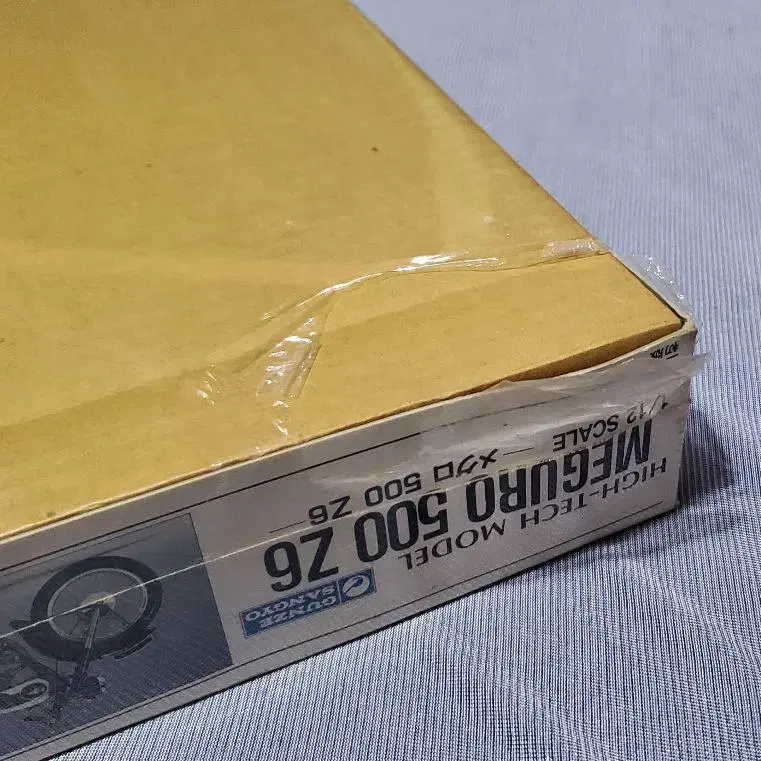 HIGH-TECH MODEL
MEGURO 500 Z6
1/12 SCALE — メグロ 500 Z6 —
GUNZE
SANGYO